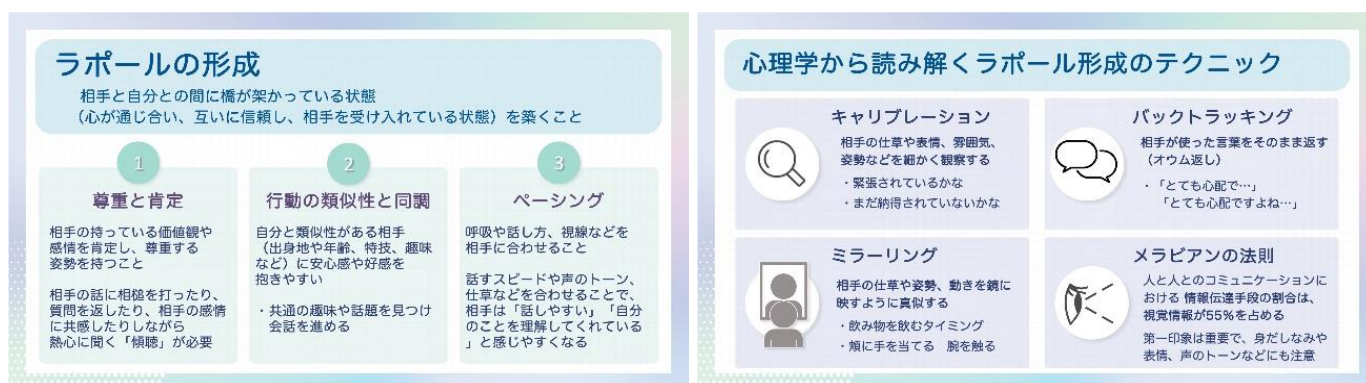 ラポールの形成
相手と自分との間に橋が架かっている状態
（心が通じ合い、互いに信頼し、相手を受け入れている状態）を築くこと
1
尊重と肯定
相手の持っている価値観や
感情を肯定し、尊重する
姿勢を持つこと
相手の話に相槌を打ったり、
質問を返したり、相手の感情
に共感したりしながら
熱心に聞く「傾聴」が必要
2
行動の類似性と同調
自分と類似性がある相手
（出身地や年齢、特技、趣味
など）に安心感や好感を
抱きやすい
・共通の趣味や話題を見つけ
会話を進める
3
ペーシング
呼吸や話し方、視線などを
相手に合わせること
話すスピードや声のトーン、
仕草などを合わせることで、
相手は「話しやすい」「自分
のことを理解してくれている
」と感じやすくなる
心理学から読み解くラポール形成のテクニック
キャリブレーション
相手の仕草や表情、雰囲気、
姿勢などを細かく観察する
・緊張されているかな
・まだ納得されていないかな
バックトラッキング
相手が使った言葉をそのまま返す
（オウム返し）
・「とても心配で…」
「とても心配ですよね…」
ミラーリング
相手の仕草や姿勢、動きを鏡に
映すように真似する
・飲み物を飲むタイミング
・頬に手を当てる　腕を触る
メラビアンの法則
人と人とのコミュニケーションに
おける 情報伝達手段の割合は、
視覚情報が55％を占める
第一印象は重要で、身だしなみや
表情、声のトーンなどにも注意